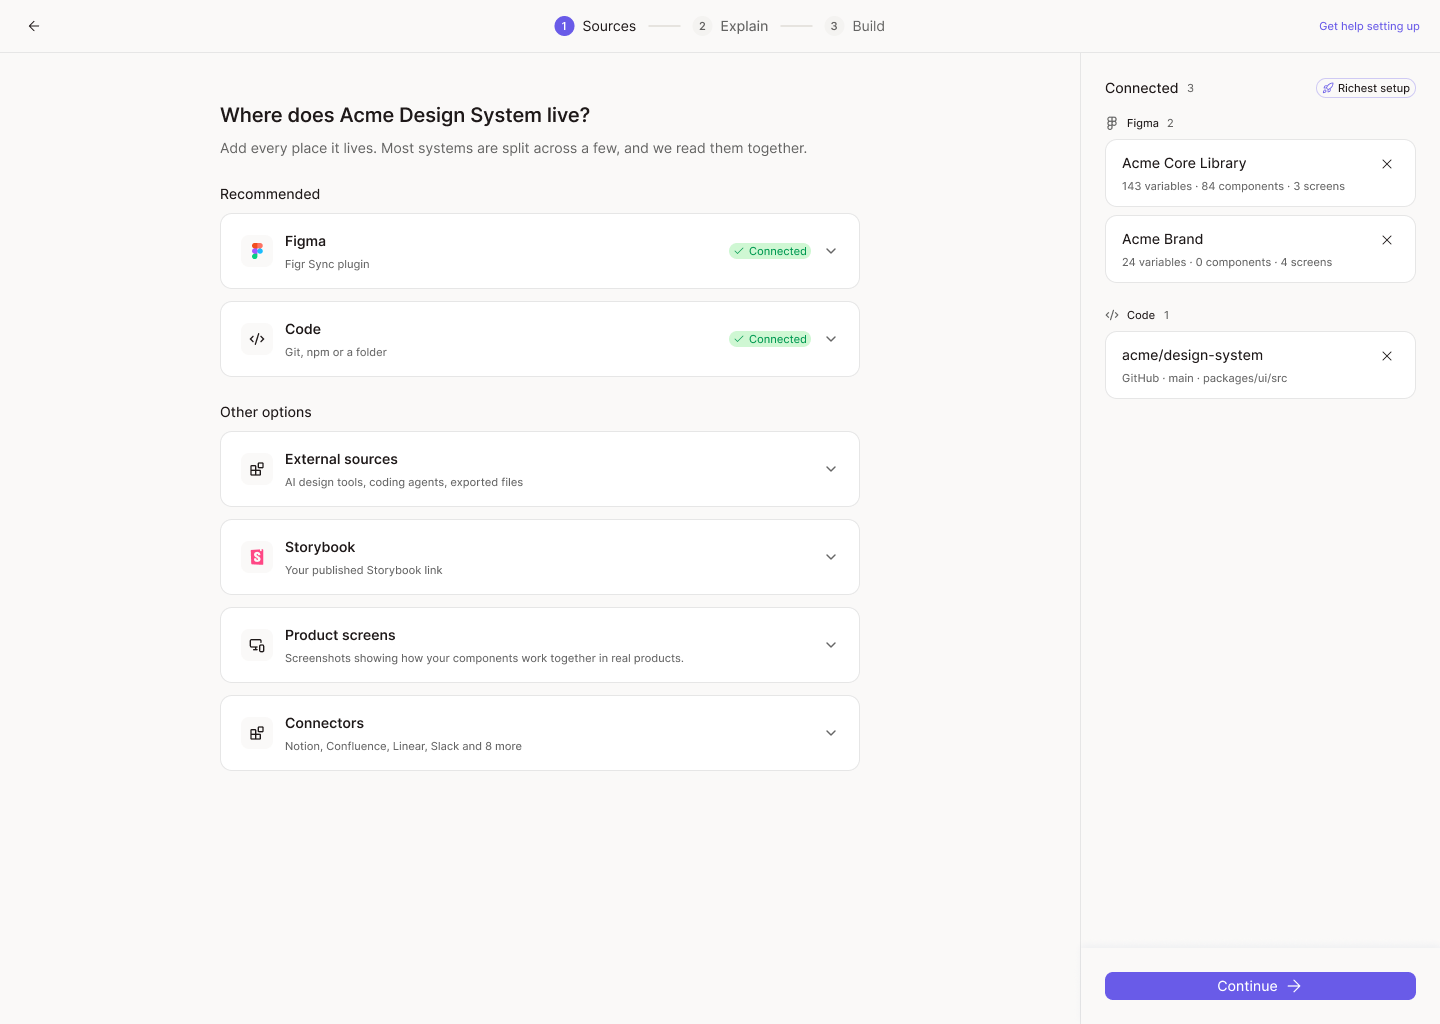 1 Sources
2 Explain
3 Build
Get help setting up
Where does Acme Design System live?
Add every place it lives. Most systems are split across a few, and we read them together.
Recommended
Figma
Figr Sync plugin
Connected
Code
Git, npm or a folder
Connected
Other options
External sources
AI design tools, coding agents, exported files
Storybook
Your published Storybook link
Product screens
Screenshots showing how your components work together in real products.
Connectors
Notion, Confluence, Linear, Slack and 8 more
Connected 3
Richest setup
Figma 2
Acme Core Library
143 variables · 84 components · 3 screens
Acme Brand
24 variables · 0 components · 4 screens
Code 1
acme/design-system
GitHub · main · packages/ui/src
Continue